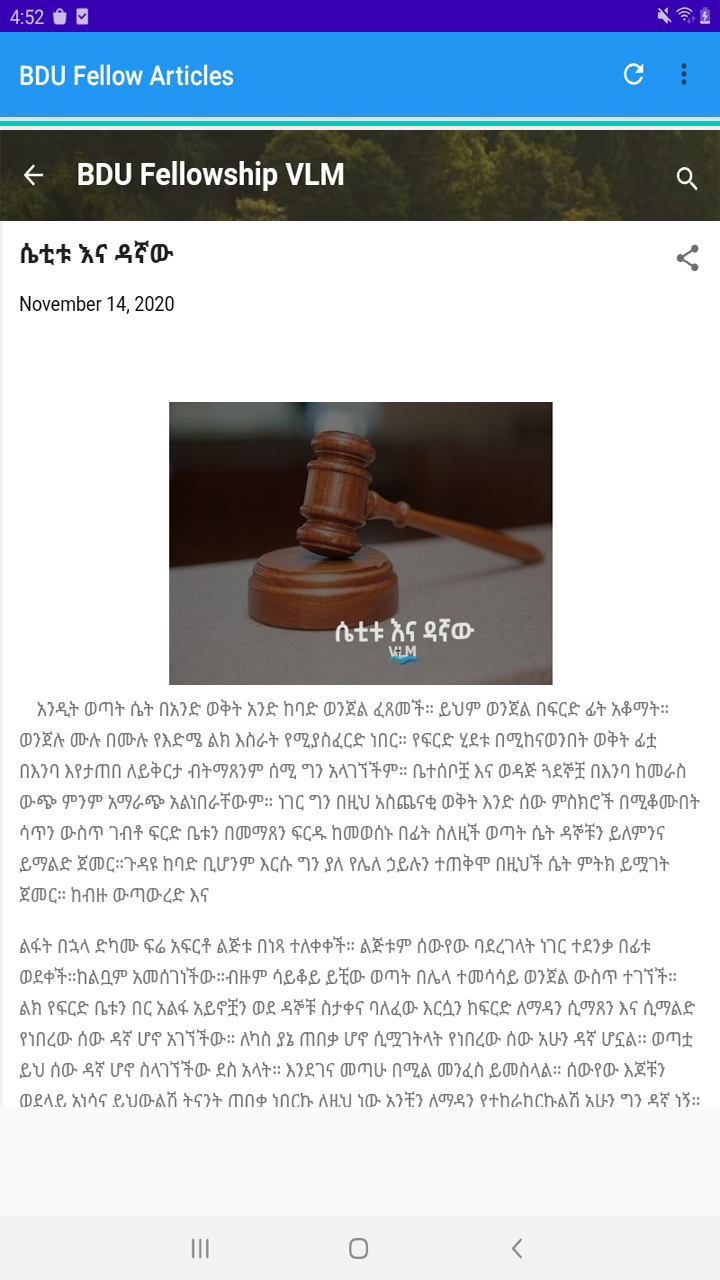 4:52
BDU Fellow Articles
BDU Fellowship VLM
ሴቲቱ እና ዳኛው
November 14, 2020
ሴቲቱ እና ዳኛው
VLM
አንዲት ወጣት ሴት በአንድ ወቅት አንድ ከባድ ወንጀል ፈጸመች። ይህም ወንጀል በፍርድ ፊት አቆማት።
ወንጀሉ ሙሉ በሙሉ የእድሜ ልክ እስራት የሚያስፈርድ ነበር። የፍርድ ሂደቱ በሚከናወንበት ወቅት ፊቷ
በእንባ እየታጠበ ለይቅርታ ብትማጸንም ሰሚ ግን አላገኘችም። ቤተሰቦቿ እና ወዳጅ ጓደኞቿ በእንባ ከመራስ
ውጭ ምንም አማራጭ አልነበራቸውም። ነገር ግን በዚህ አስጨናቂ ወቅት አንድ ሰው ምስክሮች በሚቆሙበት
ሳጥን ውስጥ ገብቶ ፍርድ ቤቱን በመማጸን ፍርዱ ከመወሰኑ በፊት ስለዚች ወጣት ሴት ዳኞቹን ይለምንና
ይማልድ ጀመር።ጉዳዩ ከባድ ቢሆንም እርሱ ግን ያለ የሌለ ኃይሉን ተጠቅሞ በዚህች ሴት ምትክ ይሟገት
ጀመር። ከብዙ ውጣውረድ እና
ልፋት በኋላ ድካሙ ፍሬ አፍርቶ ልጅቱ በነጻ ተለቀቀች። ልጅቱም ሰውየው ባደረገላት ነገር ተደንቃ በፊቱ
ወደቀች።ከልቧም አመሰገነችው።ብዙም ሳይቆይ ይቺው ወጣት በሌላ ተመሳሳይ ወንጀል ውስጥ ተገኘች።
ልክ የፍርድ ቤቱን በር አልፋ አይኖቿን ወደ ዳኞቹ ስታቀና ባለፈው እርሷን ከፍርድ ለማዳን ሲማጸን እና ሲማልድ
የነበረው ሰው ዳኛ ሆኖ አገኘችው። ለካስ ያኔ ጠበቃ ሆኖ ሲሟገትላት የነበረው ሰው አሁን ዳኛ ሆኗል። ወጣቷ
ይህ ሰው ዳኛ ሆኖ ስላገኘችው ደስ አላት። እንደገና መጣሁ በሚል መንፈስ ይመስላል። ሰውየው እጆቹን
ወደላይ አነሳና ይህውልሽ ትናንት ጠበቃ ነበርኩ ለዚህ ነው አንቺን ለማዳን የተከራከርኩልሽ አሁን ግን ዳኛ ነኝ።